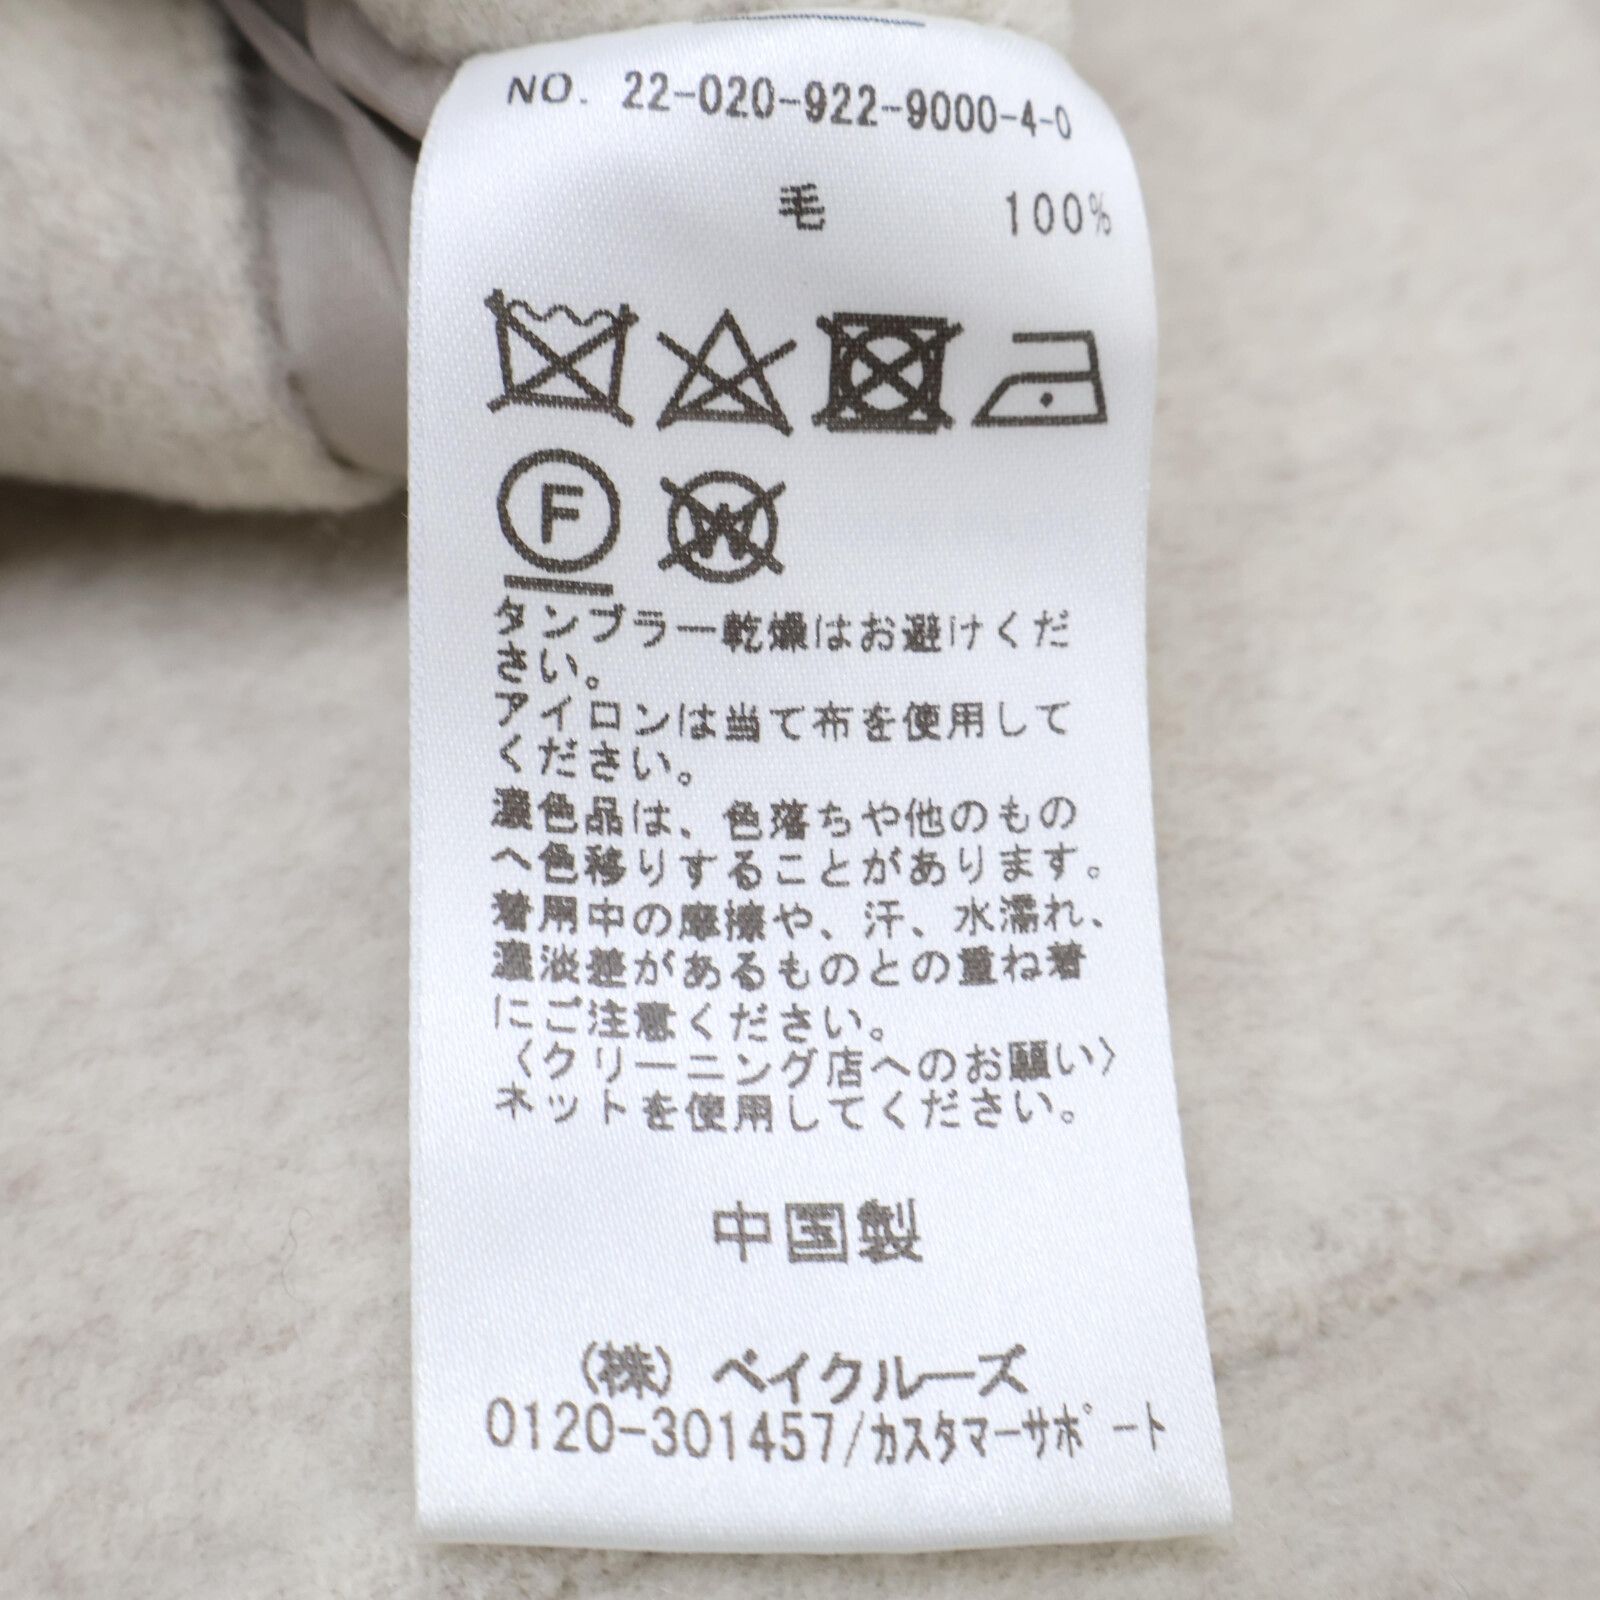 NO. 22-020-922-9000-4-0
毛 100%
F
W
タンブラー乾燥はお避けくだ
さい。
アイロンは当て布を使用して
ください。
濃色品は、色落ちや他のもの
へ色移りすることがあります。
着用中の摩擦や、汗、水濡れ、
濃淡差があるものとの重ね着
にご注意ください。
〈クリーニング店へのお願い〉
ネットを使用してください。
中国製
(株) ベイクルーズ
0120-301457/カスタマーサポート